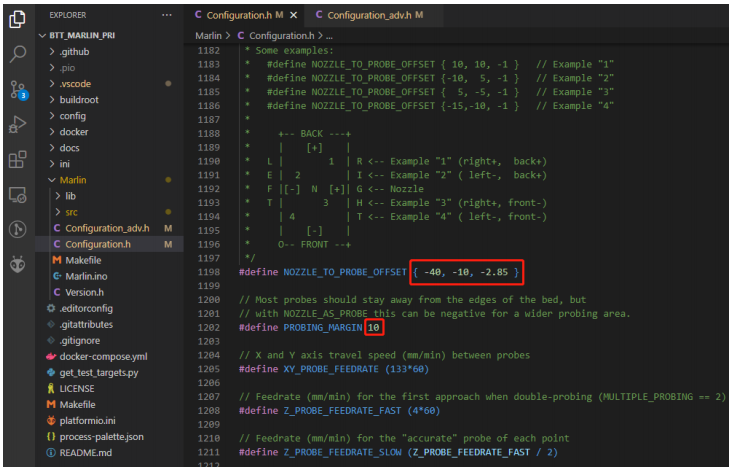 EXPLORER
BTT_MARLIN_PRI
.github
.pio
.vscode
buildroot
config
docker
docs
ini
Marlin
lib
src
Configuration_adv.h M
Configuration.h M
Makefile
Marlin.ino
Version.h
.editorconfig
.gitattributes
.gitignore
docker-compose.yml
get_test_targets.py
LICENSE
Makefile
platformio.ini
process-palette.json
README.md
3
Configuration.h M
Configuration_adv.h M
Marlin > Configuration.h > ...
1182 * Some examples:
1183 * #define NOZZLE_TO_PROBE_OFFSET { 10, 10, -1 } // Example "1"
1184 * #define NOZZLE_TO_PROBE_OFFSET {-10, 5, -1 } // Example "2"
1185 * #define NOZZLE_TO_PROBE_OFFSET { 5, -5, -1 } // Example "3"
1186 * #define NOZZLE_TO_PROBE_OFFSET {-15,-10, -1 } // Example "4"
1187 *
1188 * +-- BACK ---+
1189 * | [+] |
1190 * L | 1 | R <-- Example "1" (right+, back+)
1191 * E | 2 | I <-- Example "2" ( left-, back+)
1192 * F |[-] N [+]| G <-- Nozzle
1193 * T | 3 | H <-- Example "3" (right+, front-)
1194 * | 4 | T <-- Example "4" ( left-, front-)
1195 * | [-] |
1196 * O-- FRONT --+
1197 */
1198 #define NOZZLE_TO_PROBE_OFFSET { -40, -10, -2.85 }
1199
1200 // Most probes should stay away from the edges of the bed, but
1201 // with NOZZLE_AS_PROBE this can be negative for a wider probing area.
1202 #define PROBING_MARGIN 10
1203
1204 // X and Y axis travel speed (mm/min) between probes
1205 #define XY_PROBE_FEEDRATE (133*60)
1206
1207 // Feedrate (mm/min) for the first approach when double-probing (MULTIPLE_PROBING == 2)
1208 #define Z_PROBE_FEEDRATE_FAST (4*60)
1209
1210 // Feedrate (mm/min) for the "accurate" probe of each point
1211 #define Z_PROBE_FEEDRATE_SLOW (Z_PROBE_FEEDRATE_FAST / 2)
1212